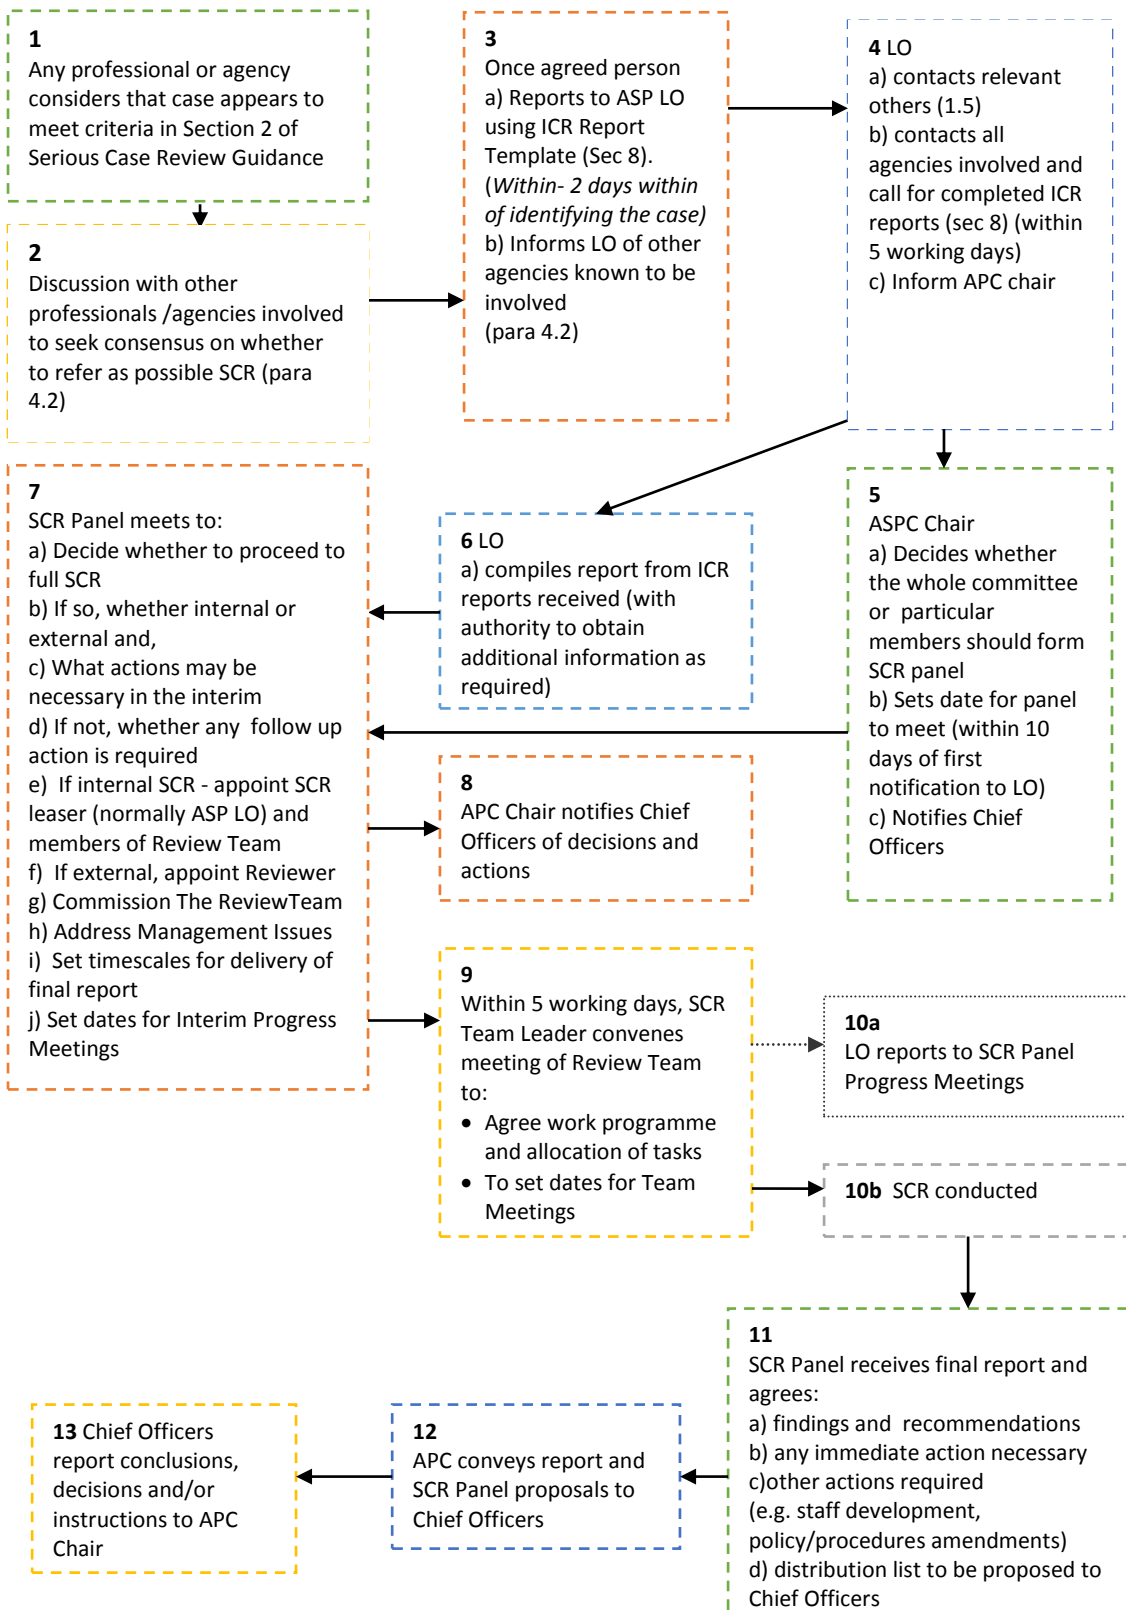 1
Any professional or agency
considers that case appears to
meet criteria in Section 2 of
Serious Case Review Guidance
2
Discussion with other
professionals /agencies involved
to seek consensus on whether
to refer as possible SCR (para
4.2)
3
Once agreed person
a) Reports to ASP LO
using ICR Report
Template (Sec 8).
(Within- 2 days within
of identifying the case)
b) Informs LO of other
agencies known to be
involved
(para 4.2)
4 LO
a) contacts relevant
others (1.5)
b) contacts all
agencies involved and
call for completed ICR
reports (sec 8) (within
5 working days)
c) Inform APC chair
5
ASPC Chair
a) Decides whether
the whole committee
or particular
members should form
SCR panel
b) Sets date for panel
to meet (within 10
days of first
notification to LO)
c) Notifies Chief
Officers
6 LO
a) compiles report from ICR
reports received (with
authority to obtain
additional information as
required)
7
SCR Panel meets to:
a) Decide whether to proceed to
full SCR
b) If so, whether internal or
external and,
c) What actions may be
necessary in the interim
d) If not, whether any follow up
action is required
e) If internal SCR - appoint SCR
leaser (normally ASP LO) and
members of Review Team
f) If external, appoint Reviewer
g) Commission The ReviewTeam
h) Address Management Issues
i) Set timescales for delivery of
final report
j) Set dates for Interim Progress
Meetings
8
APC Chair notifies Chief
Officers of decisions and
actions
9
Within 5 working days, SCR
Team Leader convenes
meeting of Review Team
to:
• Agree work programme
and allocation of tasks
• To set dates for Team
Meetings
10a
LO reports to SCR Panel
Progress Meetings
10b SCR conducted
11
SCR Panel receives final report and
agrees:
a) findings and recommendations
b) any immediate action necessary
c)other actions required
(e.g. staff development,
policy/procedures amendments)
d) distribution list to be proposed to
Chief Officers
12
APC conveys report and
SCR Panel proposals to
Chief Officers
13 Chief Officers
report conclusions,
decisions and/or
instructions to APC
Chair